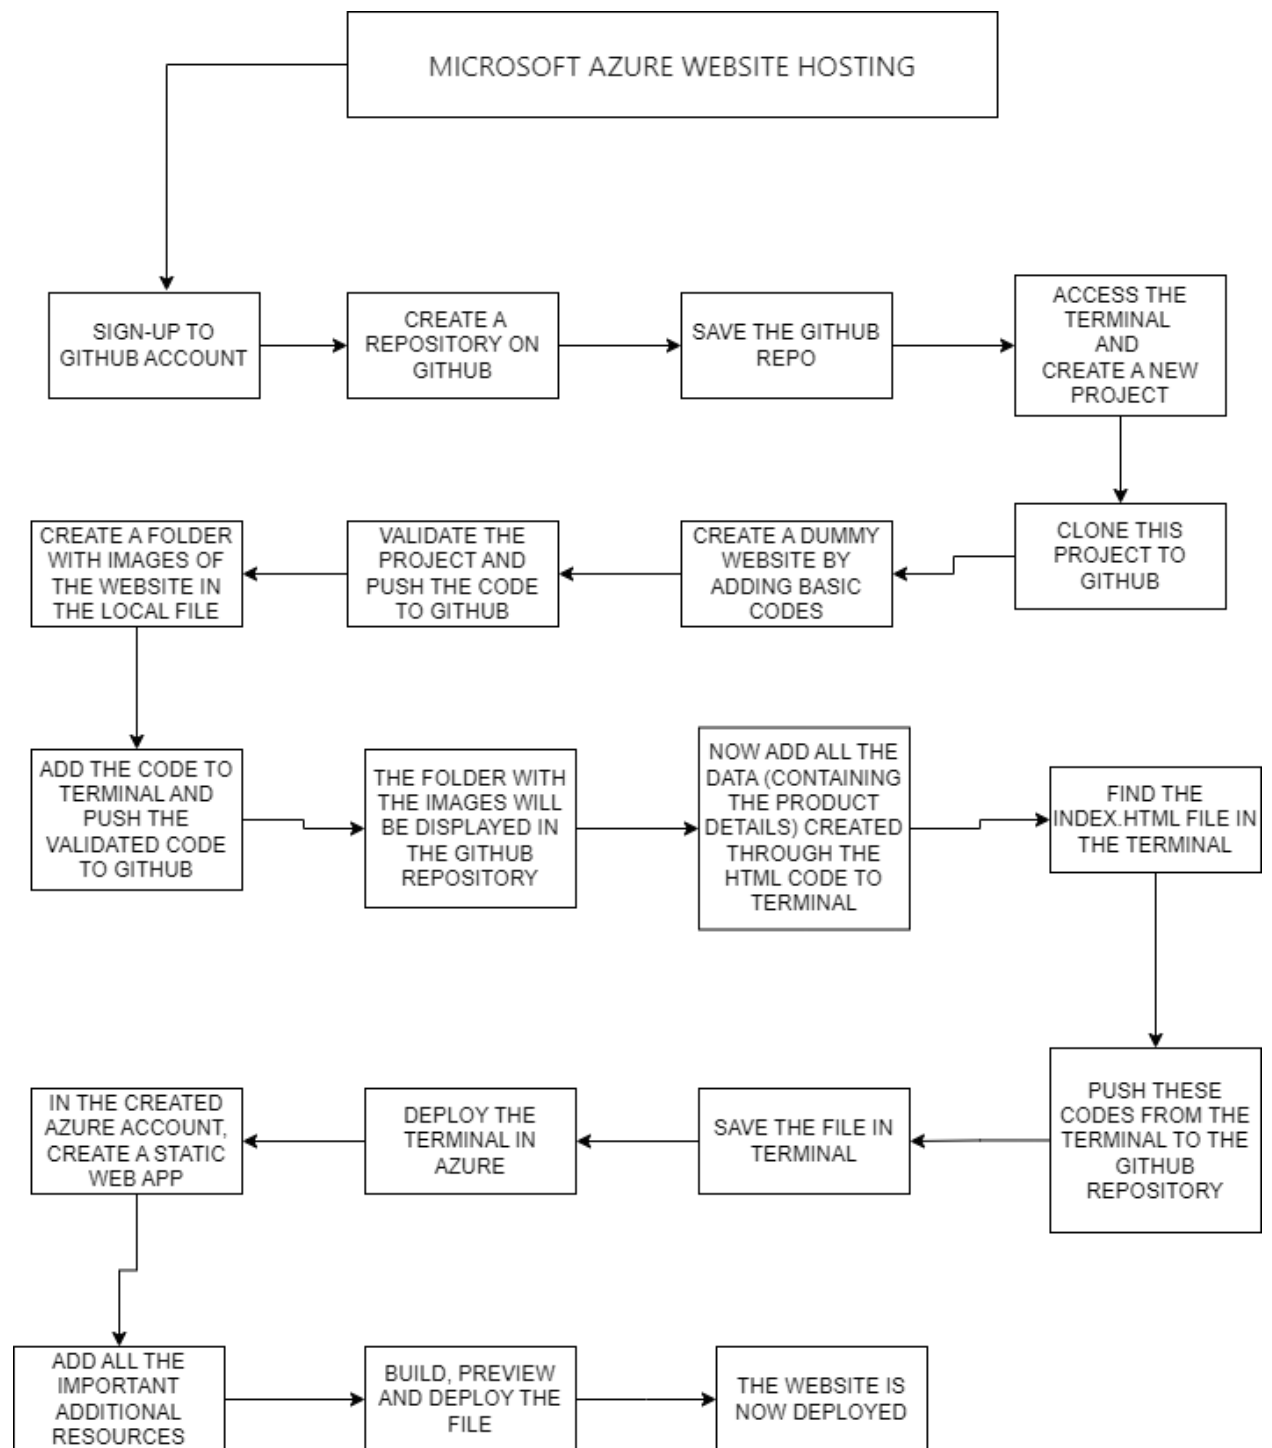 MICROSOFT AZURE WEBSITE HOSTING
SIGN-UP TO
GITHUB ACCOUNT
CREATE A
REPOSITORY ON
GITHUB
SAVE THE GITHUB
REPO
ACCESS THE
TERMINAL
AND
CREATE A NEW
PROJECT
CLONE THIS
PROJECT TO
GITHUB
CREATE A DUMMY
WEBSITE BY
ADDING BASIC
CODES
VALIDATE THE
PROJECT AND
PUSH THE CODE
TO GITHUB
CREATE A FOLDER
WITH IMAGES OF
THE WEBSITE IN
THE LOCAL FILE
ADD THE CODE TO
TERMINAL AND
PUSH THE
VALIDATED CODE
TO GITHUB
THE FOLDER WITH
THE IMAGES WILL
BE DISPLAYED IN
THE GITHUB
REPOSITORY
NOW ADD ALL THE
DATA (CONTAINING
THE PRODUCT
DETAILS) CREATED
THROUGH THE
HTML CODE TO
TERMINAL
FIND THE
INDEX.HTML FILE IN
THE TERMINAL
PUSH THESE
CODES FROM THE
TERMINAL TO THE
GITHUB
REPOSITORY
SAVE THE FILE IN
TERMINAL
DEPLOY THE
TERMINAL IN
AZURE
IN THE CREATED
AZURE ACCOUNT,
CREATE A STATIC
WEB APP
ADD ALL THE
IMPORTANT
ADDITIONAL
RESOURCES
BUILD, PREVIEW
AND DEPLOY THE
FILE
THE WEBSITE IS
NOW DEPLOYED